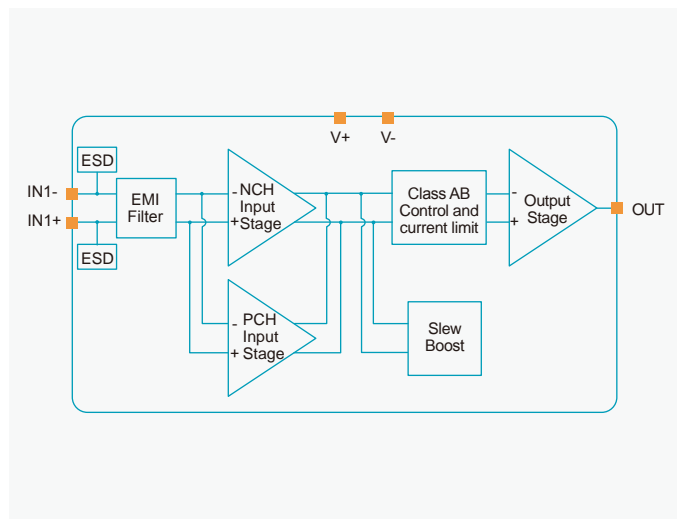 V+ V-
ESD
IN1-
IN1+
EMI
Filter
ESD
- NCH
Input
+ Stage
- PCH
Input
+ Stage
Class AB
Control and
current limit
Slew
Boost
-
Output
+ Stage
OUT